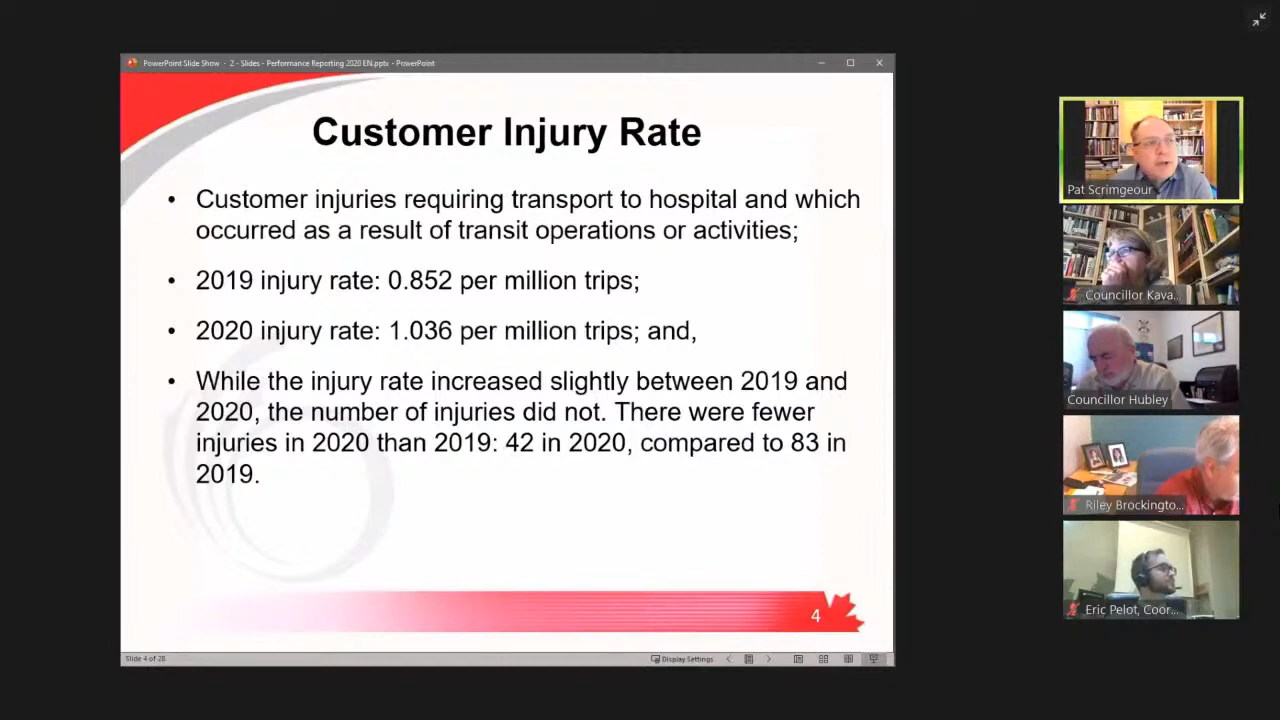 PowerPoint Slide Show - 2 - Slides - Performance Reporting 2020 EN.pptx - PowerPoint
Customer Injury Rate
• Customer injuries requiring transport to hospital and which
occurred as a result of transit operations or activities;
• 2019 injury rate: 0.852 per million trips;
• 2020 injury rate: 1.036 per million trips; and,
• While the injury rate increased slightly between 2019 and
2020, the number of injuries did not. There were fewer
injuries in 2020 than 2019: 42 in 2020, compared to 83 in
2019.
4
Slide 4 of 28
Display Settings
Pat Scrimgeour
Councillor Kava...
Councillor Hubley
Riley Brockingto...
Eric Pelot, Coor...